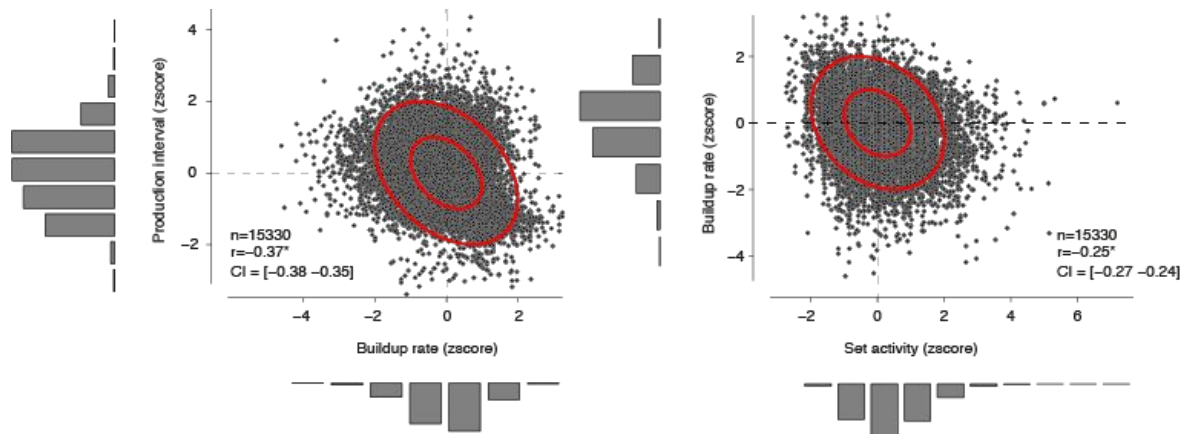 4
2
0
−2
Production interval (zscore)
n=15330
r=−0.37*
CI = [−0.38 −0.35]
−4
−2
0
2
Buildup rate (zscore)
2
0
−2
−4
Buildup rate (zscore)
n=15330
r=−0.25*
CI = [−0.27 −0.24]
−2
0
2
4
6
Set activity (zscore)